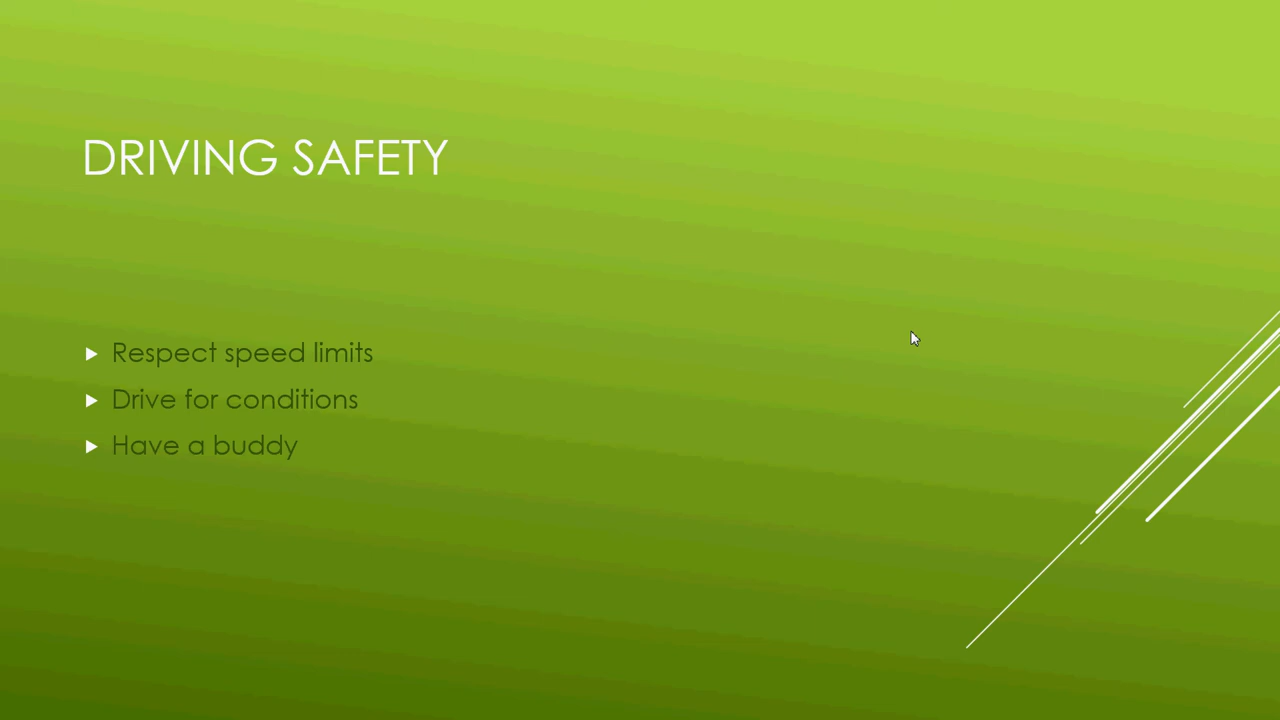 DRIVING SAFETY
Respect speed limits
Drive for conditions
Have a buddy